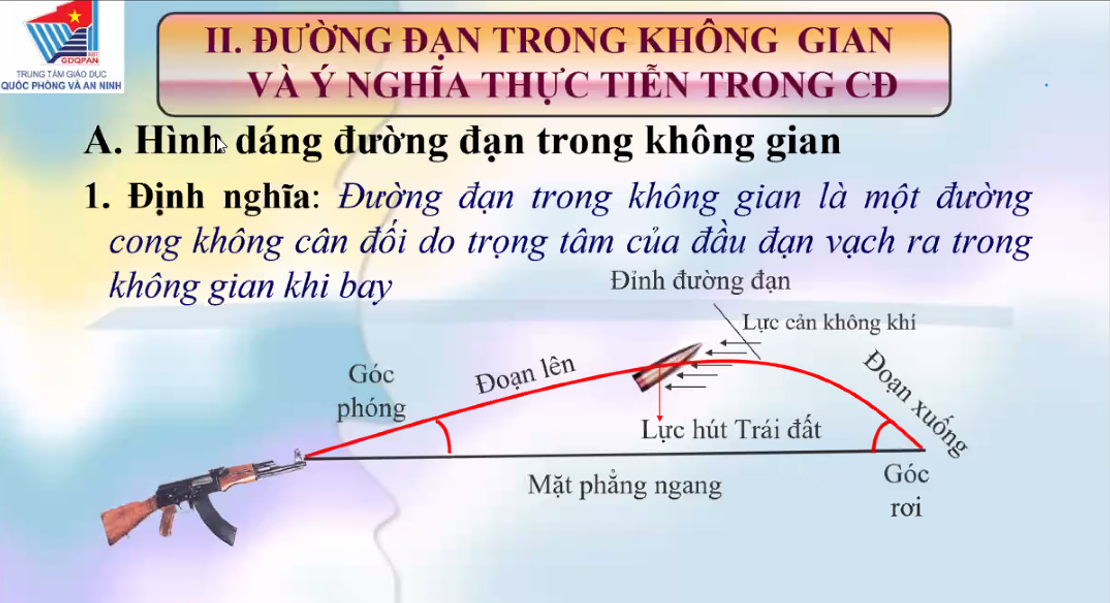 GDQPAN
TRUNG TÂM GIÁO DỤC
QUỐC PHÒNG VÀ AN NINH
II. ĐƯỜNG ĐẠN TRONG KHÔNG GIAN
VÀ Ý NGHĨA THỰC TIỄN TRONG CĐ
A. Hình dáng đường đạn trong không gian
1. Định nghĩa: Đường đạn trong không gian là một đường
cong không cân đối do trọng tâm của đầu đạn vạch ra trong
không gian khi bay
Đỉnh đường đạn
Lực cản không khí
Góc
phóng
Đoạn lên
Đoạn xuống
Lực hút Trái đất
Mặt phẳng ngang
Góc
rơi